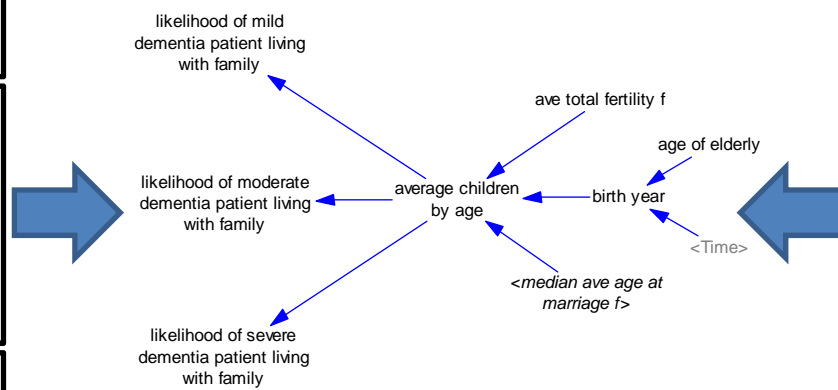 likelihood of mild
dementia patient living
with family
ave total fertility f
age of elderly
likelihood of moderate
dementia patient living
with family
average children
by age
birth year
<Time>
<median ave age at
marriage f>
likelihood of severe
dementia patient living
with family